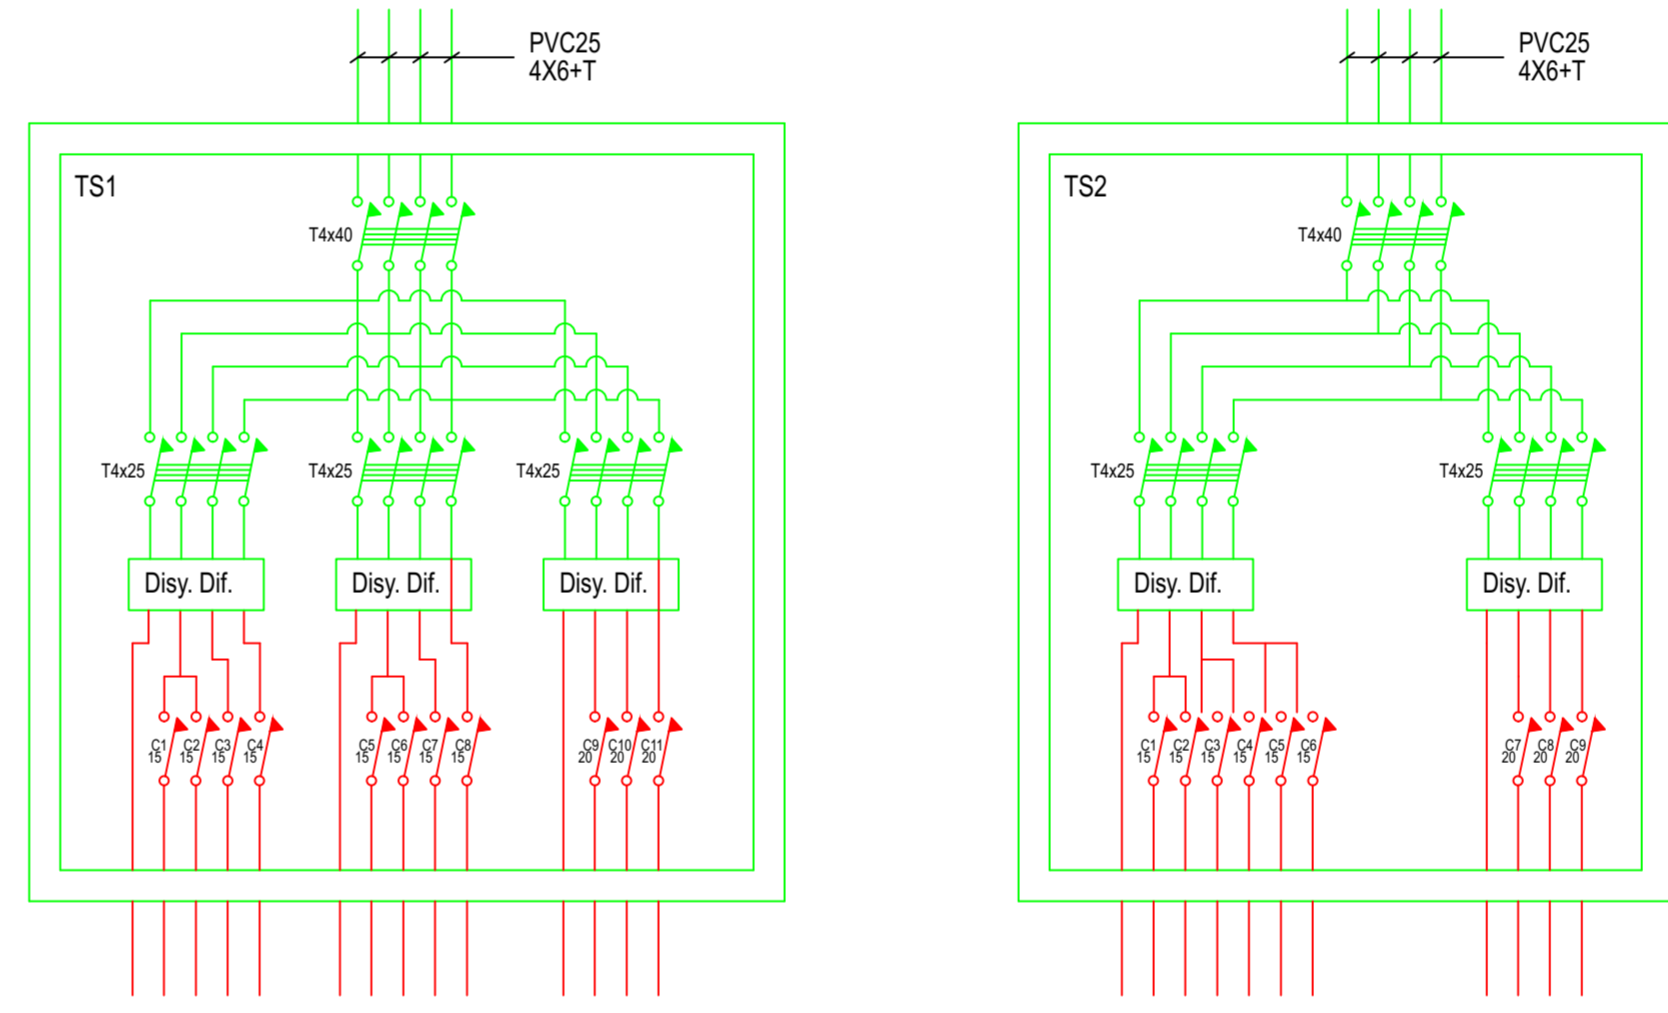 PVC25
4X6+T
PVC25
4X6+T
TS1
TS2
T4x40
T4x40
T4x25
T4x25
T4x25
T4x25
T4x25
Disy. Dif.
Disy. Dif.
Disy. Dif.
Disy. Dif.
Disy. Dif.
C1 C2 C3 C4
15 15 15 15
C5 C6 C7 C8
15 15 15 15
C9 C10 C11
20 20 20
C1 C2 C3 C4 C5 C6
15 15 15 15 15 15
C7 C8 C9
20 20 20